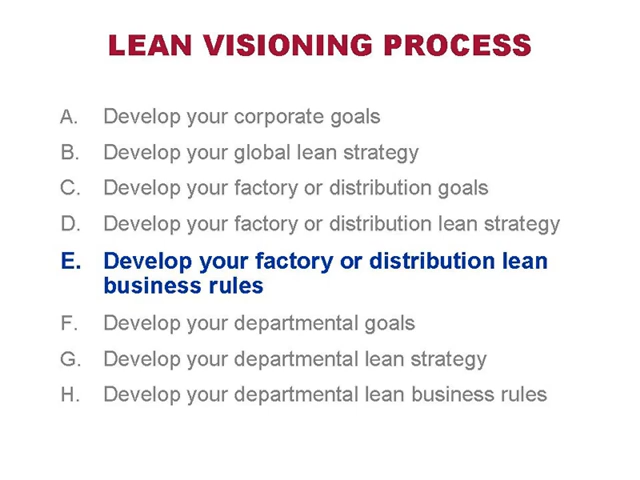 LEAN VISIONING PROCESS
A. Develop your corporate goals
B. Develop your global lean strategy
C. Develop your factory or distribution goals
D. Develop your factory or distribution lean strategy
E. Develop your factory or distribution lean
business rules
F. Develop your departmental goals
G. Develop your departmental lean strategy
H. Develop your departmental lean business rules